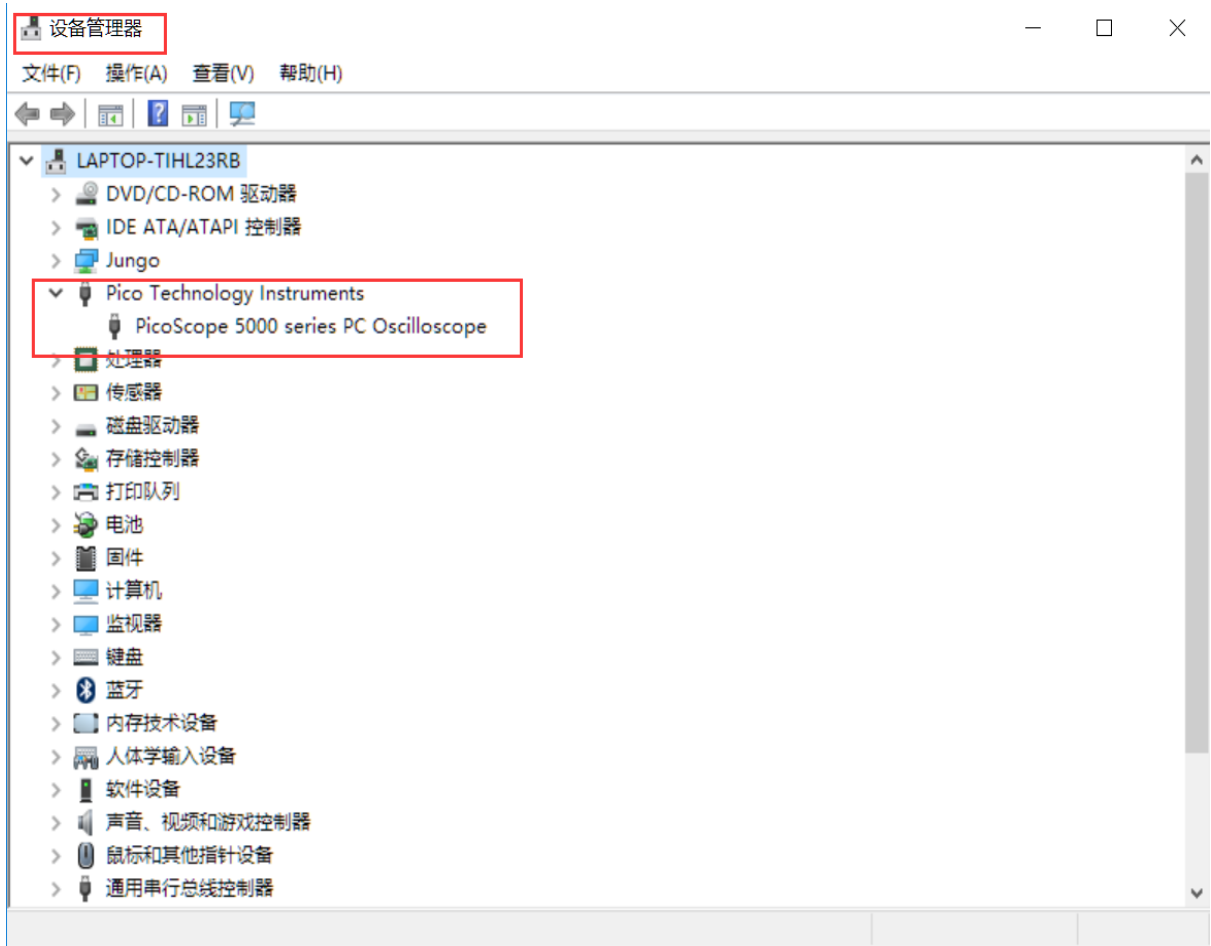 设备管理器
文件(F) 操作(A) 查看(V) 帮助(H)
LAPTOP-TIHL23RB
DVD/CD-ROM 驱动器
IDE ATA/ATAPI 控制器
Jungo
Pico Technology Instruments
PicoScope 5000 series PC Oscilloscope
处理器
传感器
磁盘驱动器
存储控制器
打印队列
电池
固件
计算机
监视器
键盘
蓝牙
内存技术设备
人体学输入设备
软件设备
声音、视频和游戏控制器
鼠标和其他指针设备
通用串行总线控制器